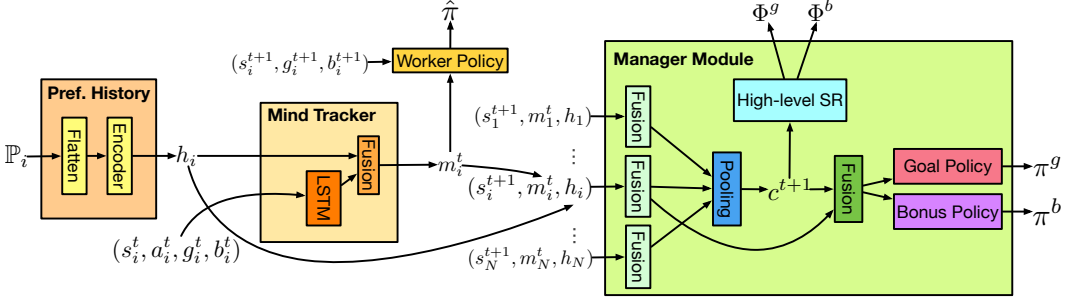 Φ^g Φ^b
π̂
(s_i^{t+1}, g_i^{t+1}, b_i^{t+1})
Worker Policy
Manager Module
Pref. History
High-level SR
Mind Tracker
Fusion
(s_1^{t+1}, m_1^t, h_1)
ℙ_i
Flatten
Encoder
h_i
LSTM
Fusion
m_i^t
⋮
(s_i^{t+1}, m_i^t, h_i)
Fusion
Pooling
c^{t+1}
Fusion
Goal Policy
π^g
Bonus Policy
π^b
⋮
(s_i^t, a_i^t, g_i^t, b_i^t)
(s_N^{t+1}, m_N^t, h_N)
Fusion